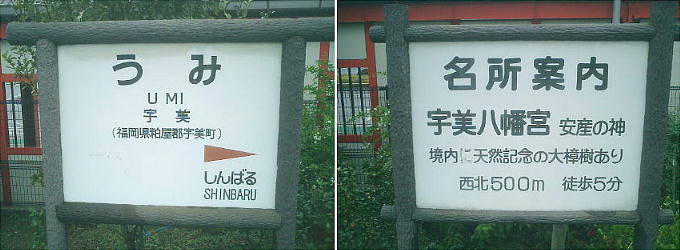 うみ
UMI
宇美
(福岡県粕屋郡宇美町)
しんばる
SHINBARU
名所案内
宇美八幡宮 安産の神
境内に天然記念の大樟樹あり
西北500m 徒歩5分